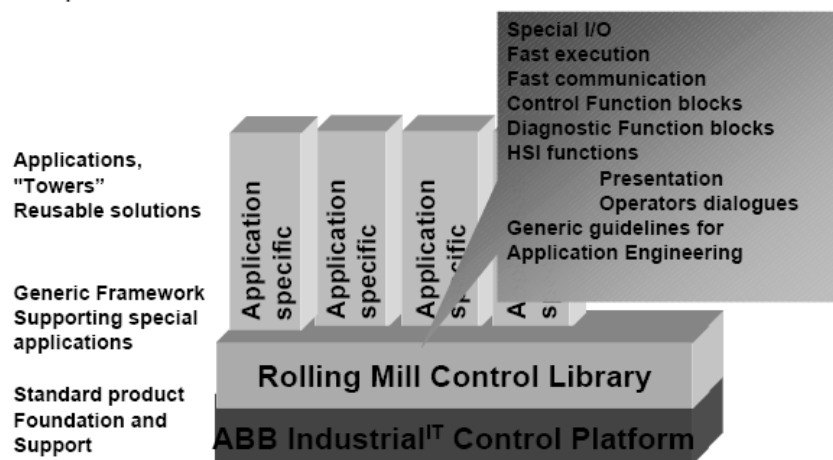 Special I/O
Fast execution
Fast communication
Control Function blocks
Diagnostic Function blocks
HSI functions
Presentation
Operators dialogues
Generic guidelines for
Application Engineering
Applications,
"Towers”
Reusable solutions
Application
specific
Application
specific
Application
specific
Generic Framework
Supporting special
applications
Rolling Mill Control Library
Standard product
Foundation and
Support
ABB Industrial^IT Control Platform